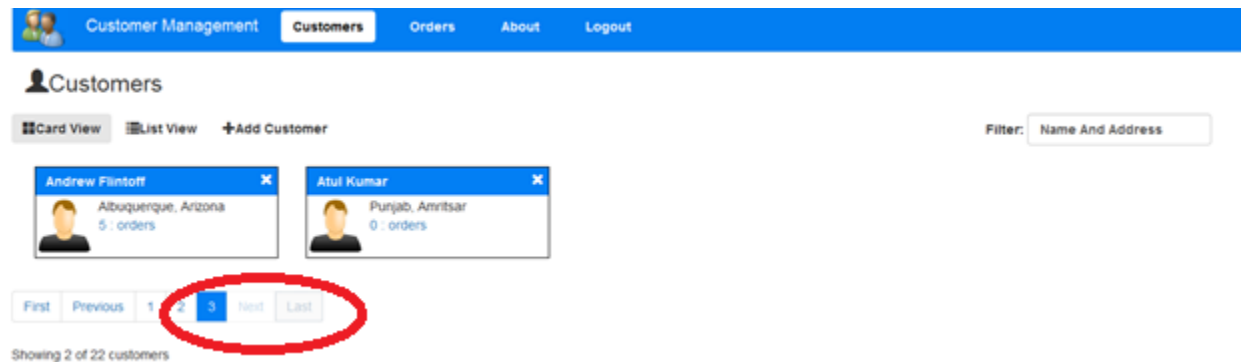 Customer Management Customers Orders About Logout
Customers
Card View List View +Add Customer Filter: Name And Address
Andrew Flintoff × Atul Kumar ×
Albuquerque, Arizona Punjab, Amritsar
5 : orders 0 : orders
First Previous 1 2 3 Next Last
Showing 2 of 22 customers